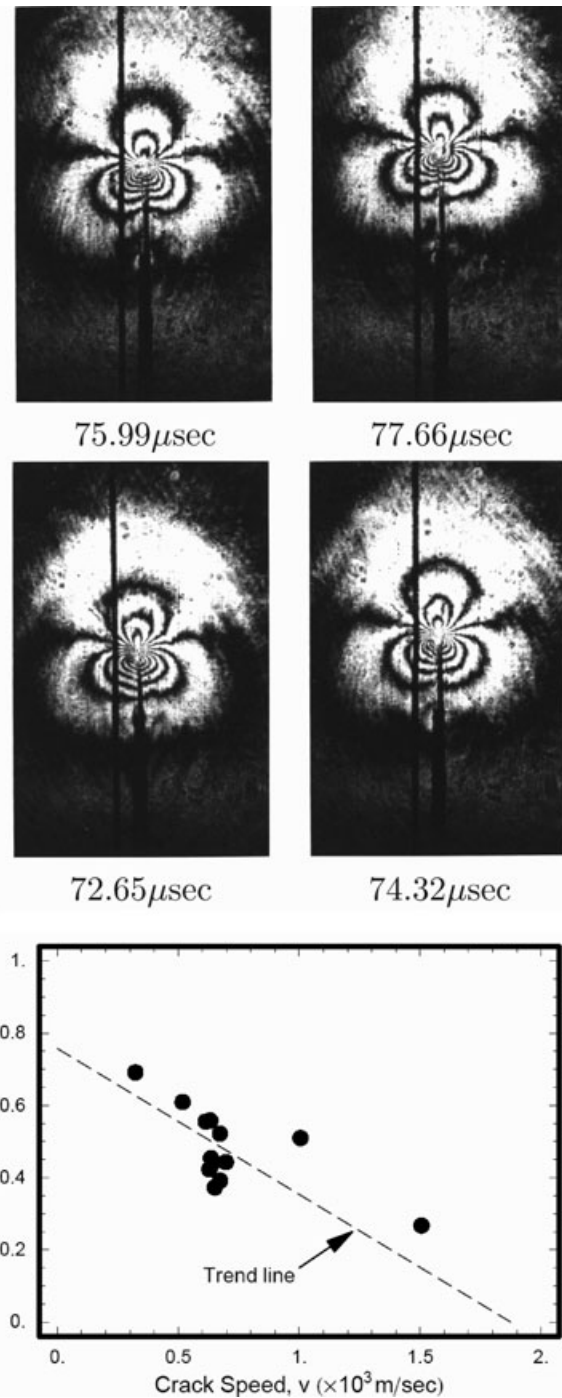 75.99μsec 77.66μsec
72.65μsec 74.32μsec
1.
0.8
0.6
0.4
0.2
0.
Trend line
0. 0.5 1. 1.5 2.
Crack Speed, v (×10³ m/sec)